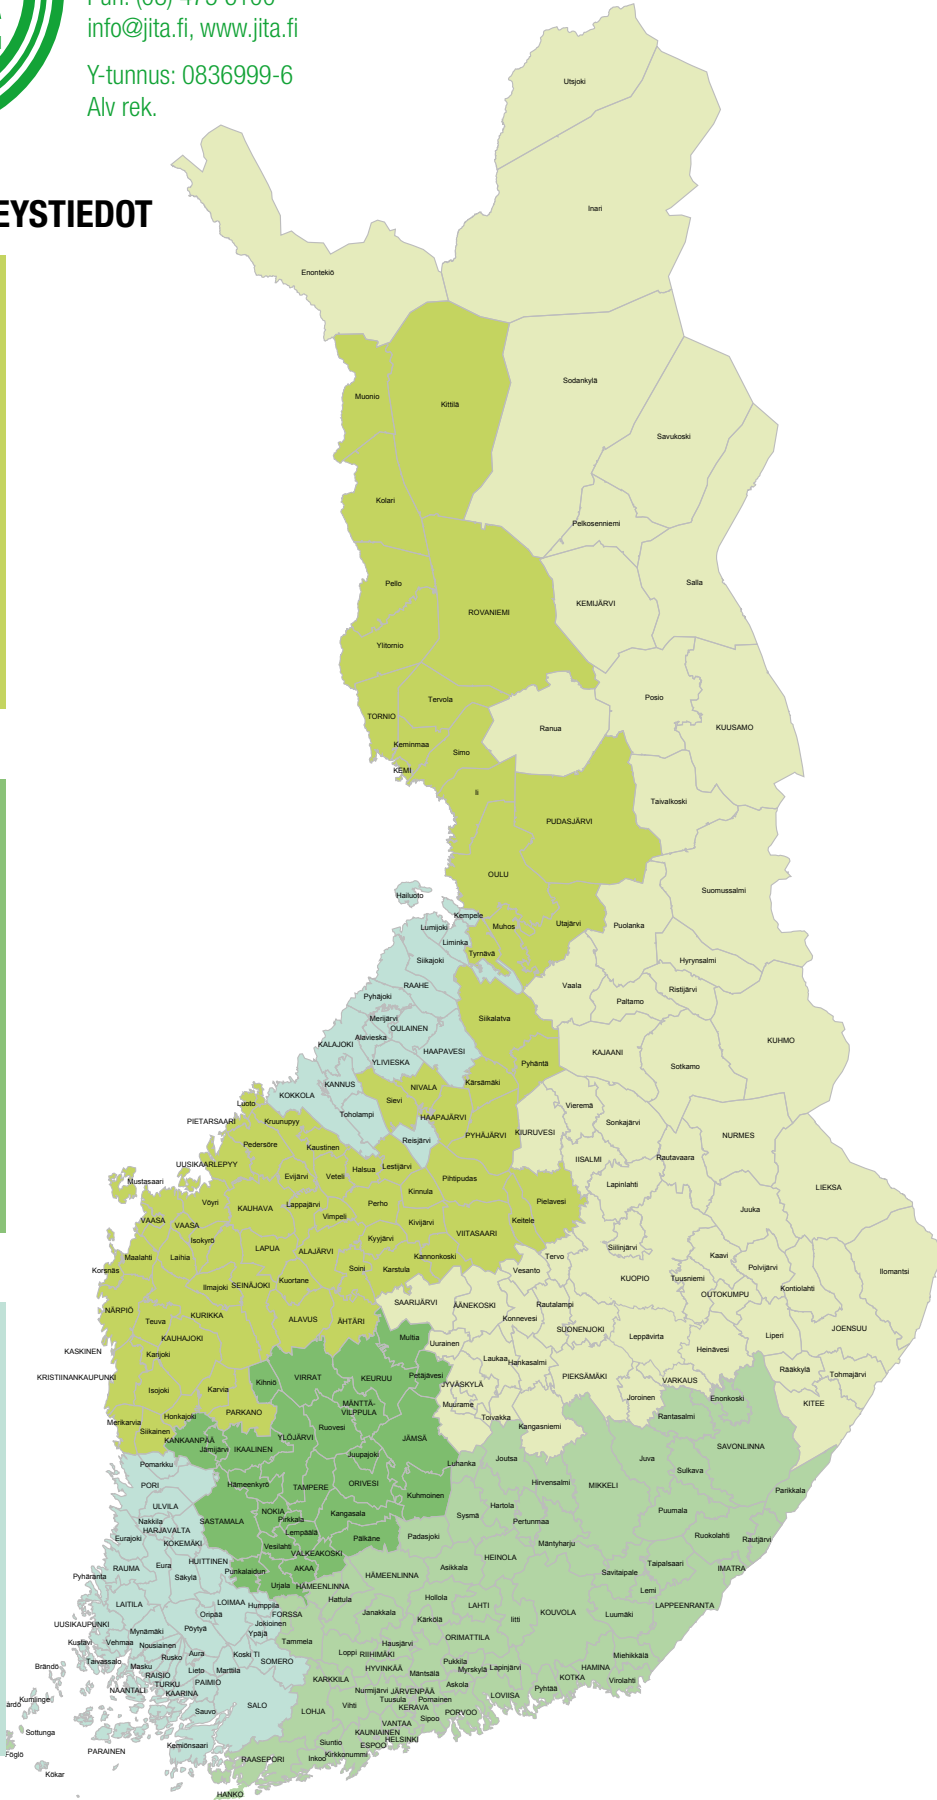 info@jita.fi, www.jita.fi
Y-tunnus: 0836999-6
Alv rek.
EYSTIEDOT
Utsjoki
Inari
Enontekiö
Muonio
Kittilä
Sodankylä
Savukoski
Kolari
Pelkosenniemi
Pello
ROVANIEMI
KEMIJÄRVI
Salla
Ylitornio
Tervola
Posio
TORNIO
Ranua
KUUSAMO
Keminmaa
Simo
KEMI
Ii
Taivalkoski
PUDASJÄRVI
OULU
Suomussalmi
Hailuoto
Kempele
Lumijoki
Muhos
Utajärvi
Puolanka
Liminka
Tyrnävä
Siikajoki
Hyrynsalmi
RAAHE
Vaala
Ristijärvi
Pyhäjoki
Paltamo
Merijärvi
Siikalatva
OULAINEN
Alavieska
KALAJOKI
HAAPAVESI
KAJAANI
KUHMO
YLIVIESKA
Pyhäntä
Sotkamo
KANNUS
NIVALA
Kärsämäki
KOKKOLA
Sievi
Luoto
Toholampi
HAAPAJÄRVI
Vieremä
PIETARSAARI
Kruunupyy
Sonkajärvi
Reisjärvi
PYHÄJÄRVI
KIURUVESI
NURMES
Pedersöre
Kaustinen
IISALMI
Rautavaara
UUSIKAARLEPYY
Halsua
Lestijärvi
Evijärvi
Veteli
Pihtipudas
Lapinlahti
LIEKSA
Mustasaari
Kinnula
Pielavesi
Vöyri
KAUHAVA
Lappajärvi
Perho
Juuka
VAASA
Vimpeli
Kivijärvi
Keitele
VAASA
Isokyrö
Kyyjärvi
VIITASAARI
Maalahti
Laihia
LAPUA
ALAJÄRVI
Kannonkoski
Tervo
Siilinjärvi
Kaavi
Korsnäs
Soini
Karstula
Vesanto
Polvijärvi
Ilomantsi
Ilmajoki
SEINÄJOKI
Kuortane
KUOPIO
Tuusniemi
Kontiolahti
OUTOKUMPU
NÄRPIÖ
SAARIJÄRVI
ÄÄNEKOSKI
Rautalampi
Teuva
KURIKKA
ALAVUS
ÄHTÄRI
Konnevesi
SUONENJOKI
JOENSUU
KAUHAJOKI
Multia
Uurainen
Leppävirta
Liperi
KASKINEN
Karijoki
Laukaa
Hankasalmi
Heinävesi
Rääkkylä
KRISTIINANKAUPUNKI
Petäjävesi
Tohmajärvi
Kihniö
VIRRAT
KEURUU
PIEKSÄMÄKI
VARKAUS
Isojoki
Karvia
JYVÄSKYLÄ
Joroinen
Enonkoski
MÄNTTÄ-
VILPPULA
Muurame
KITEE
Merikarvia
Honkajoki
PARKANO
Toivakka
Rantasalmi
Siikainen
Ruovesi
Kangasniemi
KANKAANPÄÄ
YLÖJÄRVI
JÄMSÄ
SAVONLINNA
Jämijärvi
IKAALINEN
Juupajoki
Luhanka
Joutsa
Juva
Pomarkku
Sulkava
PORI
Hämeenkyrö
TAMPERE
ORIVESI
Hirvensalmi
MIKKELI
Parikkala
ULVILA
Kuhmoinen
Hartola
Puumala
Nakkila
SASTAMALA
NOKIA
Pirkkala
Kangasala
Sysmä
Pertunmaa
HARJAVALTA
Lempäälä
Ruokolahti
Eurajoki
KOKEMÄKI
Vesilahti
Pälkäne
Padasjoki
Mäntyharju
Rautjärvi
VALKEAKOSKI
HUITTINEN
HEINOLA
Taipalsaari
RAUMA
Eura
Punkalaidun
AKAA
Asikkala
Savitaipale
IMATRA
Pyhäranta
Säkylä
HÄMEENLINNA
Urjala
HÄMEENLINNA
Lemi
LAITILA
LOIMAA
Humppila
Hattula
Hollola
LAHTI
LAPPEENRANTA
Oripää
FORSSA
Janakkala
KOUVOLA
Luumäki
UUSIKAUPUNKI
Mynämäki
Pöytyä
Jokioinen
Kärkölä
Iitti
Ypäjä
Kustavi
Vehmaa
Nousiainen
Tammela
Hausjärvi
ORIMATTILA
Taivassalo
Rusko
Aura
Koski Tl
Loppi
RIIHIMÄKI
Miehikkälä
Brändö
Masku
Lieto
Marttila
SOMERO
HYVINKÄÄ
Pukkila
Myrskylä
Lapinjärvi
HAMINA
RAISIO
KARKKILA
Mäntsälä
KOTKA
Virolahti
NAANTALI
TURKU
PAIMIO
Nurmijärvi
JÄRVENPÄÄ
Askola
Pyhtää
Kumlinge
KAARINA
Tuusula
Pornainen
LOVIISA
SALO
LOHJA
Vihti
KERAVA
PORVOO
Sauvo
Sipoo
Sottunga
VANTAA
KAUNIAINEN
HELSINKI
PARAINEN
Kemiönsaari
Siuntio
ESPOO
Föglö
RAASEPORI
Inkoo
Kirkkonummi
Kökar
HANKO